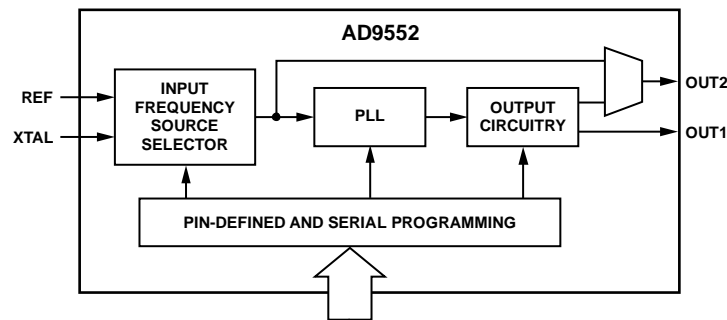 AD9552
REF
XTAL
INPUT
FREQUENCY
SOURCE
SELECTOR
PLL
OUTPUT
CIRCUITRY
OUT2
OUT1
PIN-DEFINED AND SERIAL PROGRAMMING